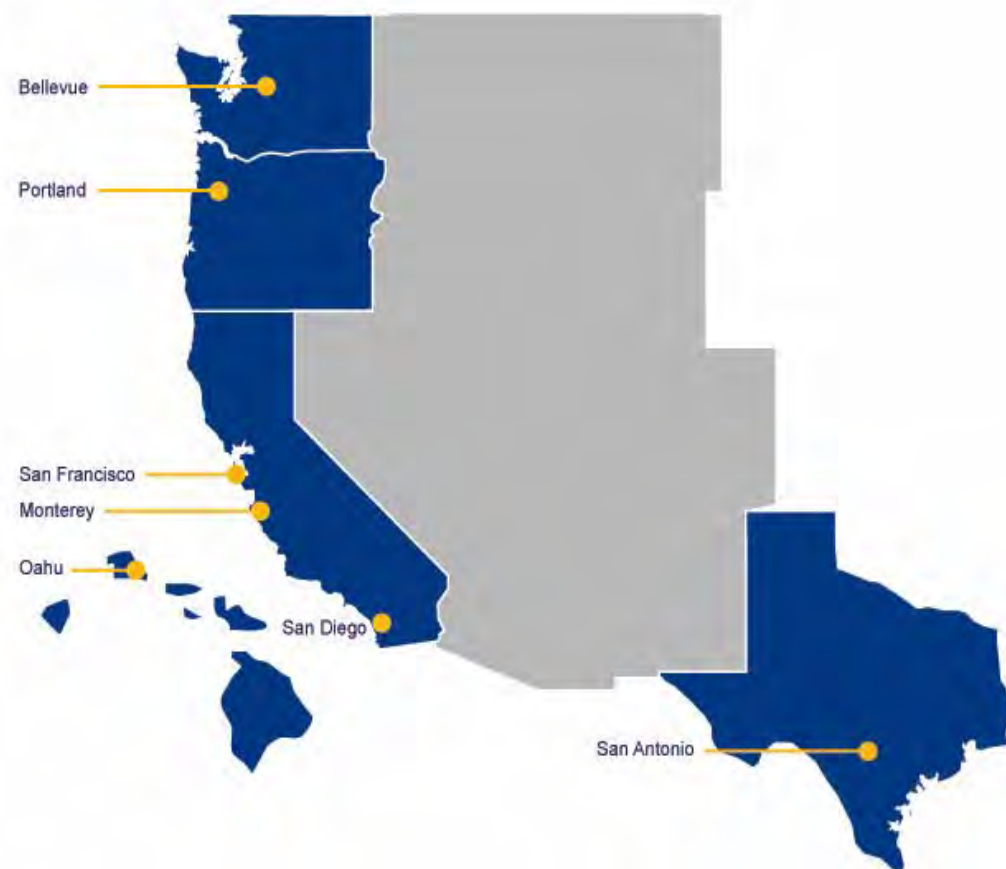 Bellevue
Portland
San Francisco
Monterey
Oahu
San Diego
San Antonio